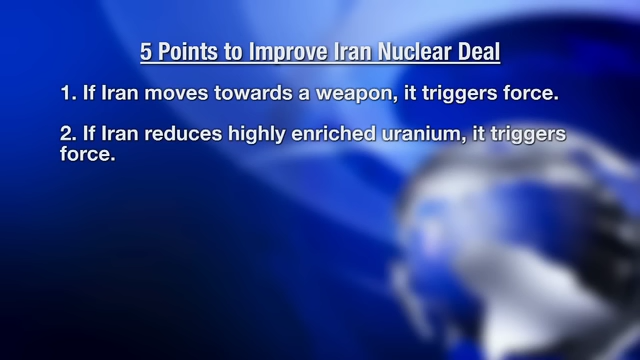 5 Points to Improve Iran Nuclear Deal
1. If Iran moves towards a weapon, it triggers force.
2. If Iran reduces highly enriched uranium, it triggers
force.